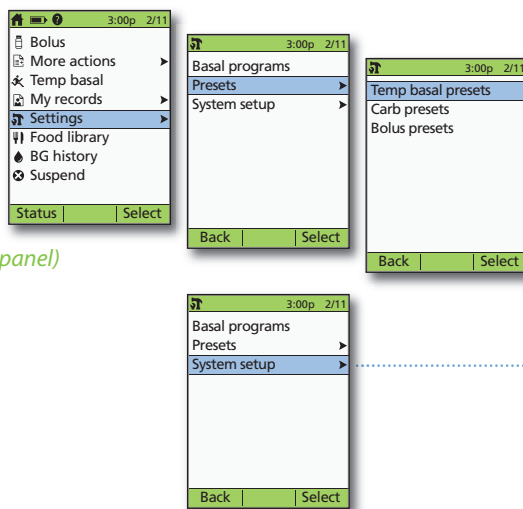 3:00p 2/11
Bolus
More actions
Temp basal
My records
Settings
Food library
BG history
Suspend
Status Select
3:00p 2/11
Basal programs
Presets
System setup
Back Select
3:00p 2/11
Temp basal presets
Carb presets
Bolus presets
Back Select
panel)
3:00p 2/11
Basal programs
Presets
System setup
Back Select